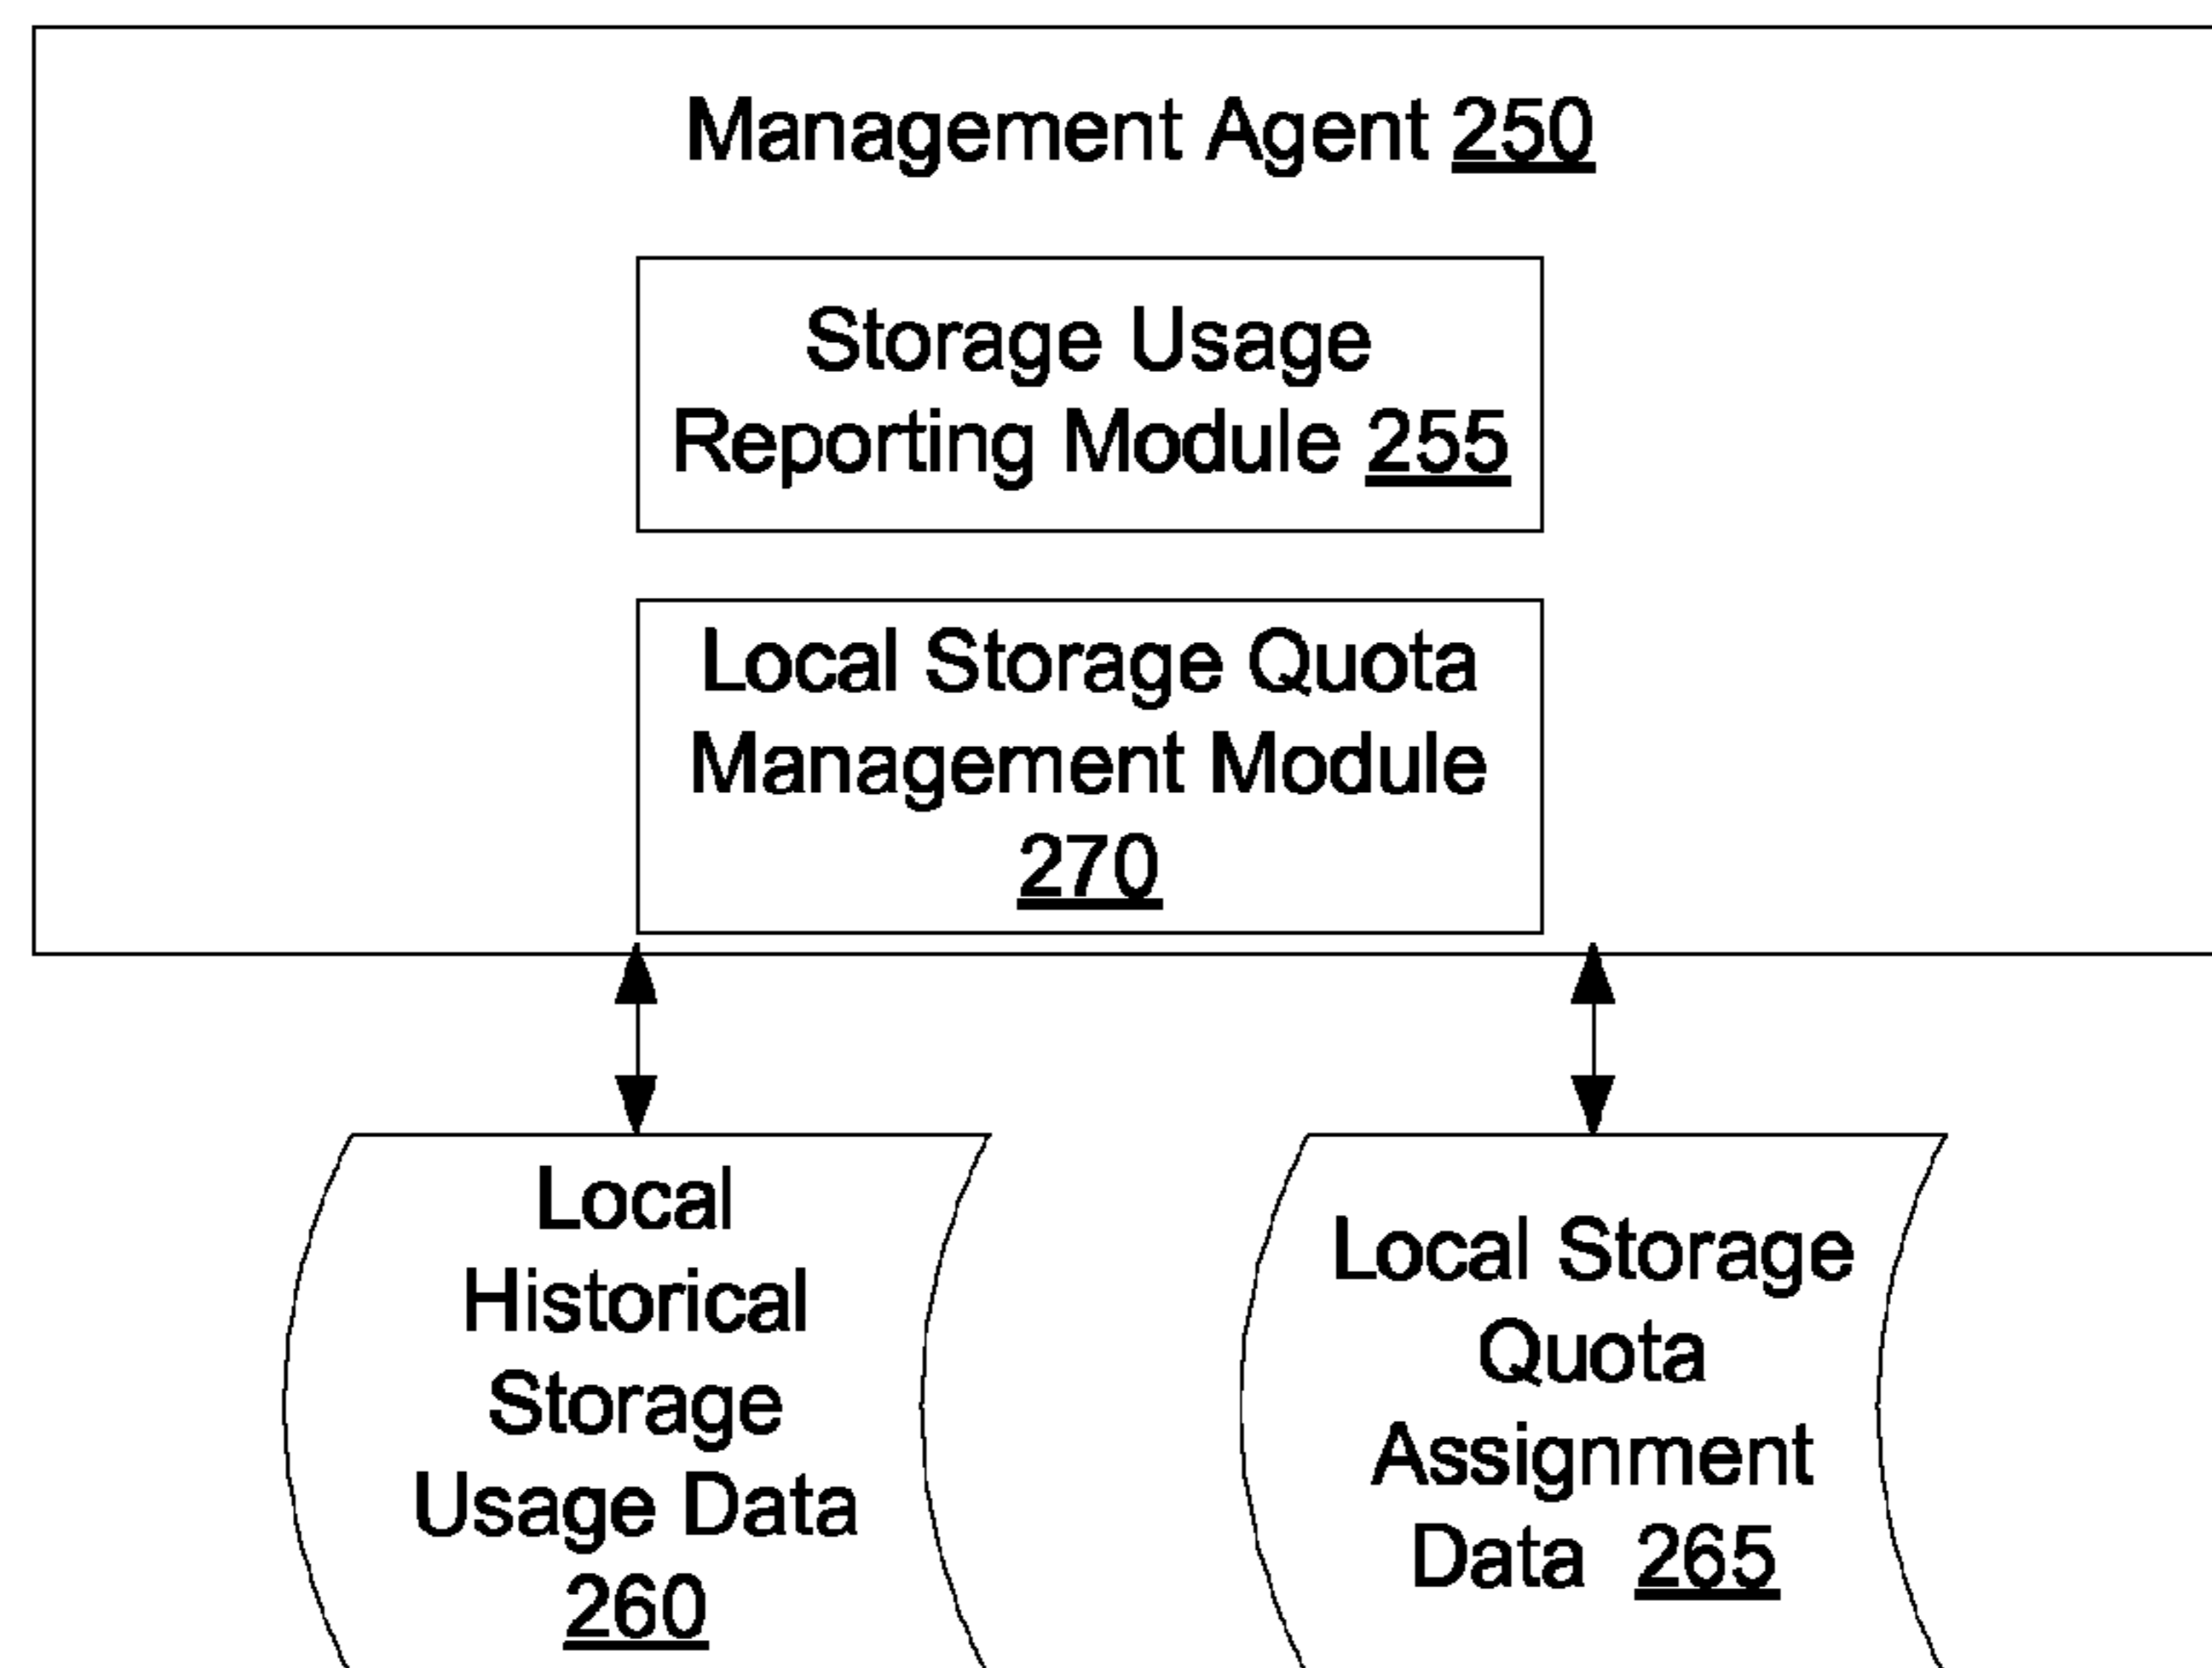 Management Agent 250
Storage Usage
Reporting Module 255
Local Storage Quota
Management Module
270
Local
Historical
Storage
Usage Data
260
Local Storage
Quota
Assignment
Data 265